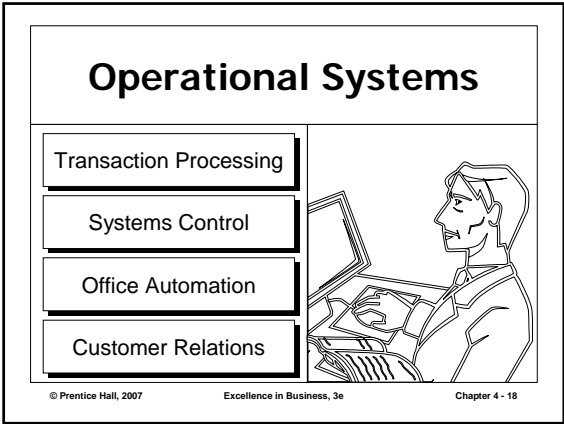 Operational Systems
Transaction Processing
Systems Control
Office Automation
Customer Relations
© Prentice Hall, 2007 Excellence in Business, 3e Chapter 4 - 18